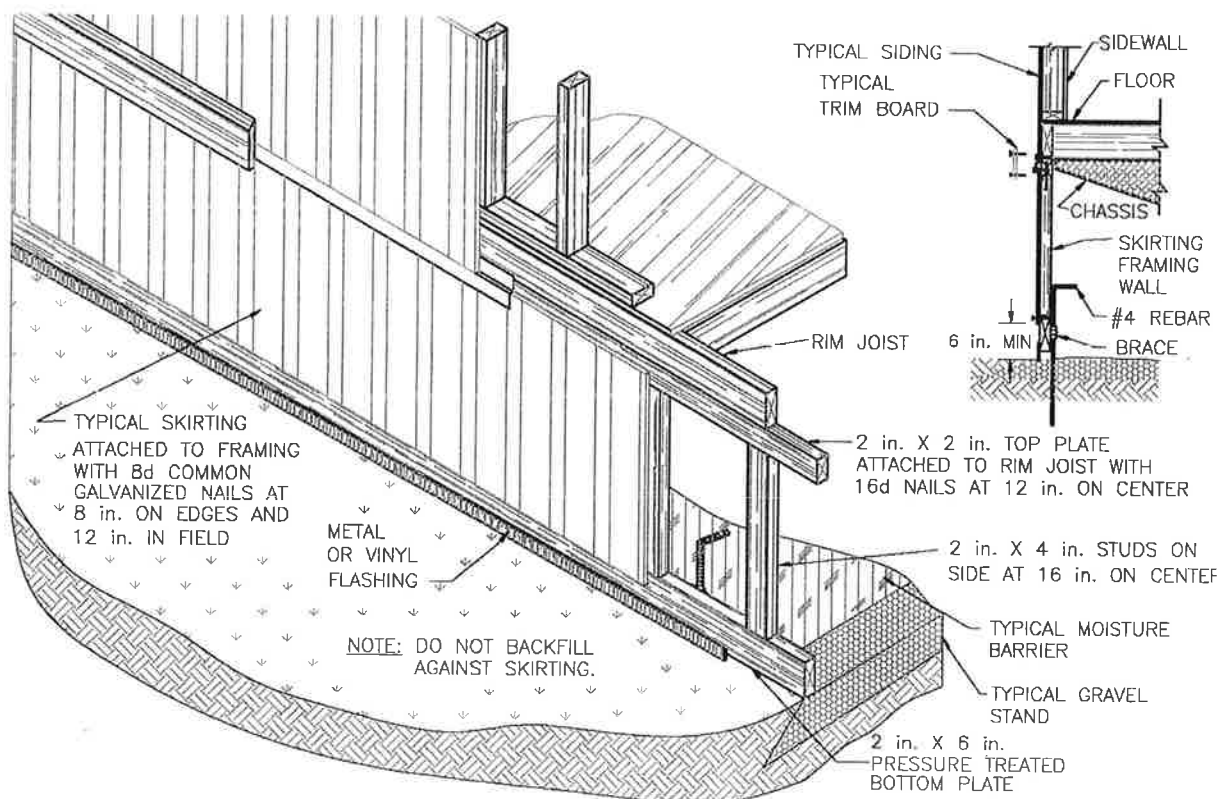 TYPICAL SIDING
TYPICAL
TRIM BOARD
SIDEWALL
FLOOR
CHASSIS
SKIRTING
FRAMING
WALL
#4 REBAR
6 in. MIN
BRACE
RIM JOIST
2 in. X 2 in. TOP PLATE
ATTACHED TO RIM JOIST WITH
16d NAILS AT 12 in. ON CENTER
TYPICAL SKIRTING
ATTACHED TO FRAMING
WITH 8d COMMON
GALVANIZED NAILS AT
8 in. ON EDGES AND
12 in. IN FIELD
METAL
OR VINYL
FLASHING
2 in. X 4 in. STUDS ON
SIDE AT 16 in. ON CENTER
NOTE: DO NOT BACKFILL
AGAINST SKIRTING.
TYPICAL MOISTURE
BARRIER
TYPICAL GRAVEL
STAND
2 in. X 6 in.
PRESSURE TREATED
BOTTOM PLATE